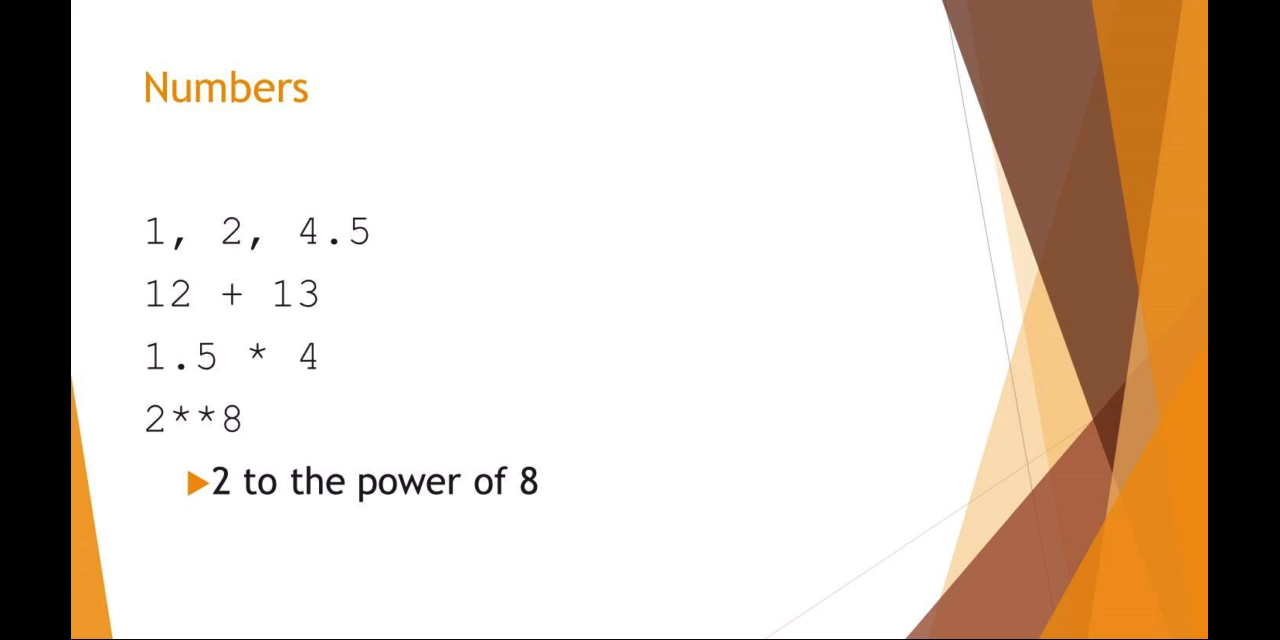 Numbers
1, 2, 4.5
12 + 13
1.5 * 4
2**8
2 to the power of 8